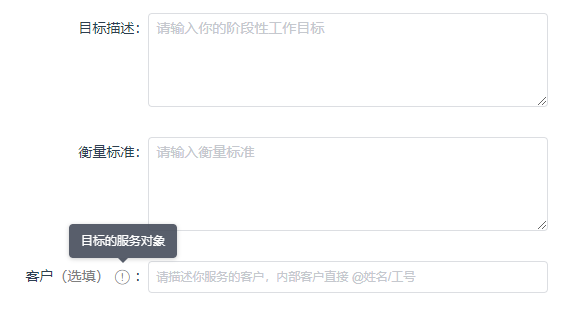 目标描述： 请输入你的阶段性工作目标
衡量标准： 请输入衡量标准
目标的服务对象
客户（选填） ： 请描述你服务的客户，内部客户直接 @姓名/工号